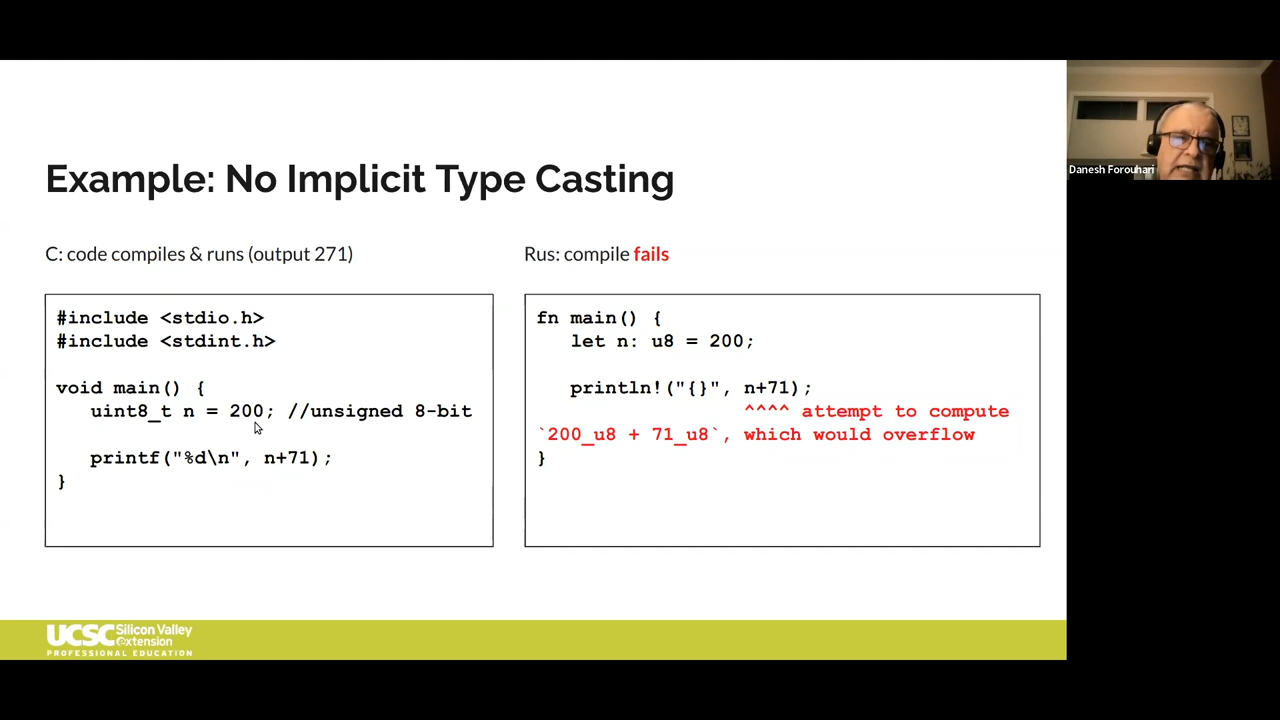 Example: No Implicit Type Casting
C: code compiles & runs (output 271)
#include <stdio.h>
#include <stdint.h>
void main() {
uint8_t n = 200; //unsigned 8-bit
printf("%d\n", n+71);
}
Rus: compile fails
fn main() {
let n: u8 = 200;
println!("{}", n+71);
^^^^ attempt to compute
`200_u8 + 71_u8`, which would overflow
}
Danesh Forouhari
UCSC Silicon Valley
extension
PROFESSIONAL EDUCATION